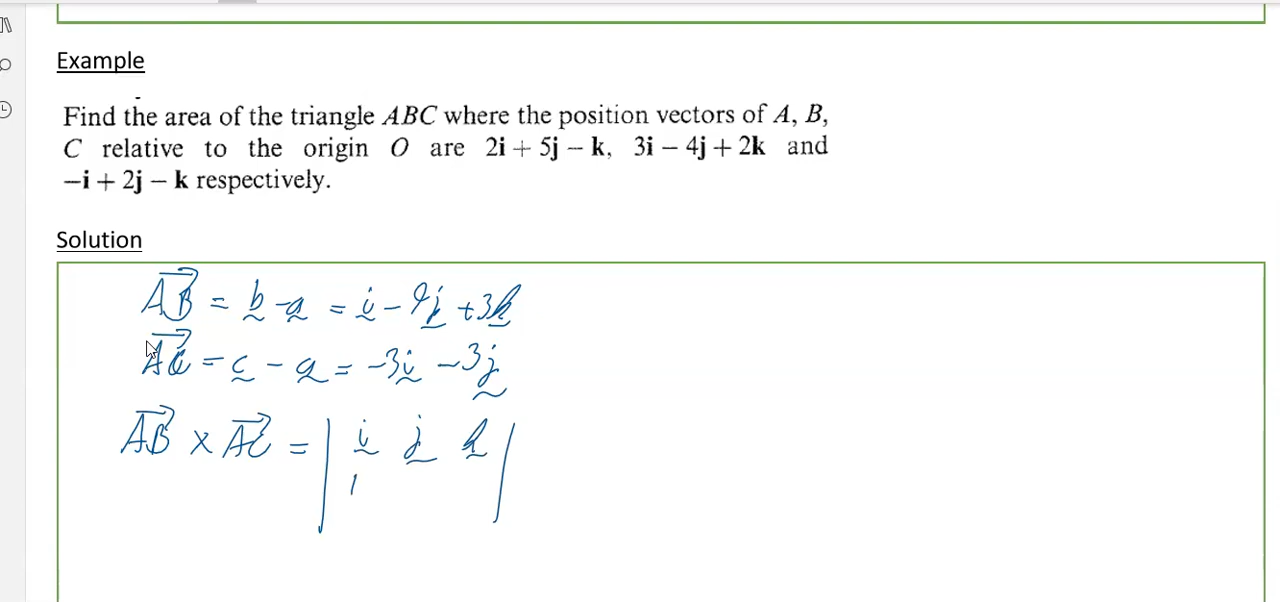 Example
Find the area of the triangle ABC where the position vectors of A, B,
C relative to the origin O are 2i + 5j − k, 3i − 4j + 2k and
−i + 2j − k respectively.
Solution
AB = b - a = i - 9j + 3k
AC = c - a = -3i - 3j
AB × AC = | i j k |
1